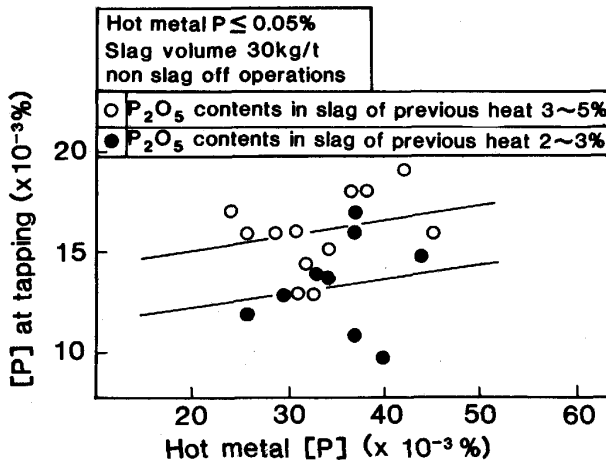 Hot metal P ≤ 0.05%
Slag volume 30kg/t
non slag off operations
○ P₂O₅ contents in slag of previous heat 3~5%
● P₂O₅ contents in slag of previous heat 2~3%
[P] at tapping (x10⁻³%)
20
15
10
20 30 40 50 60
Hot metal [P] (x 10⁻³ %)